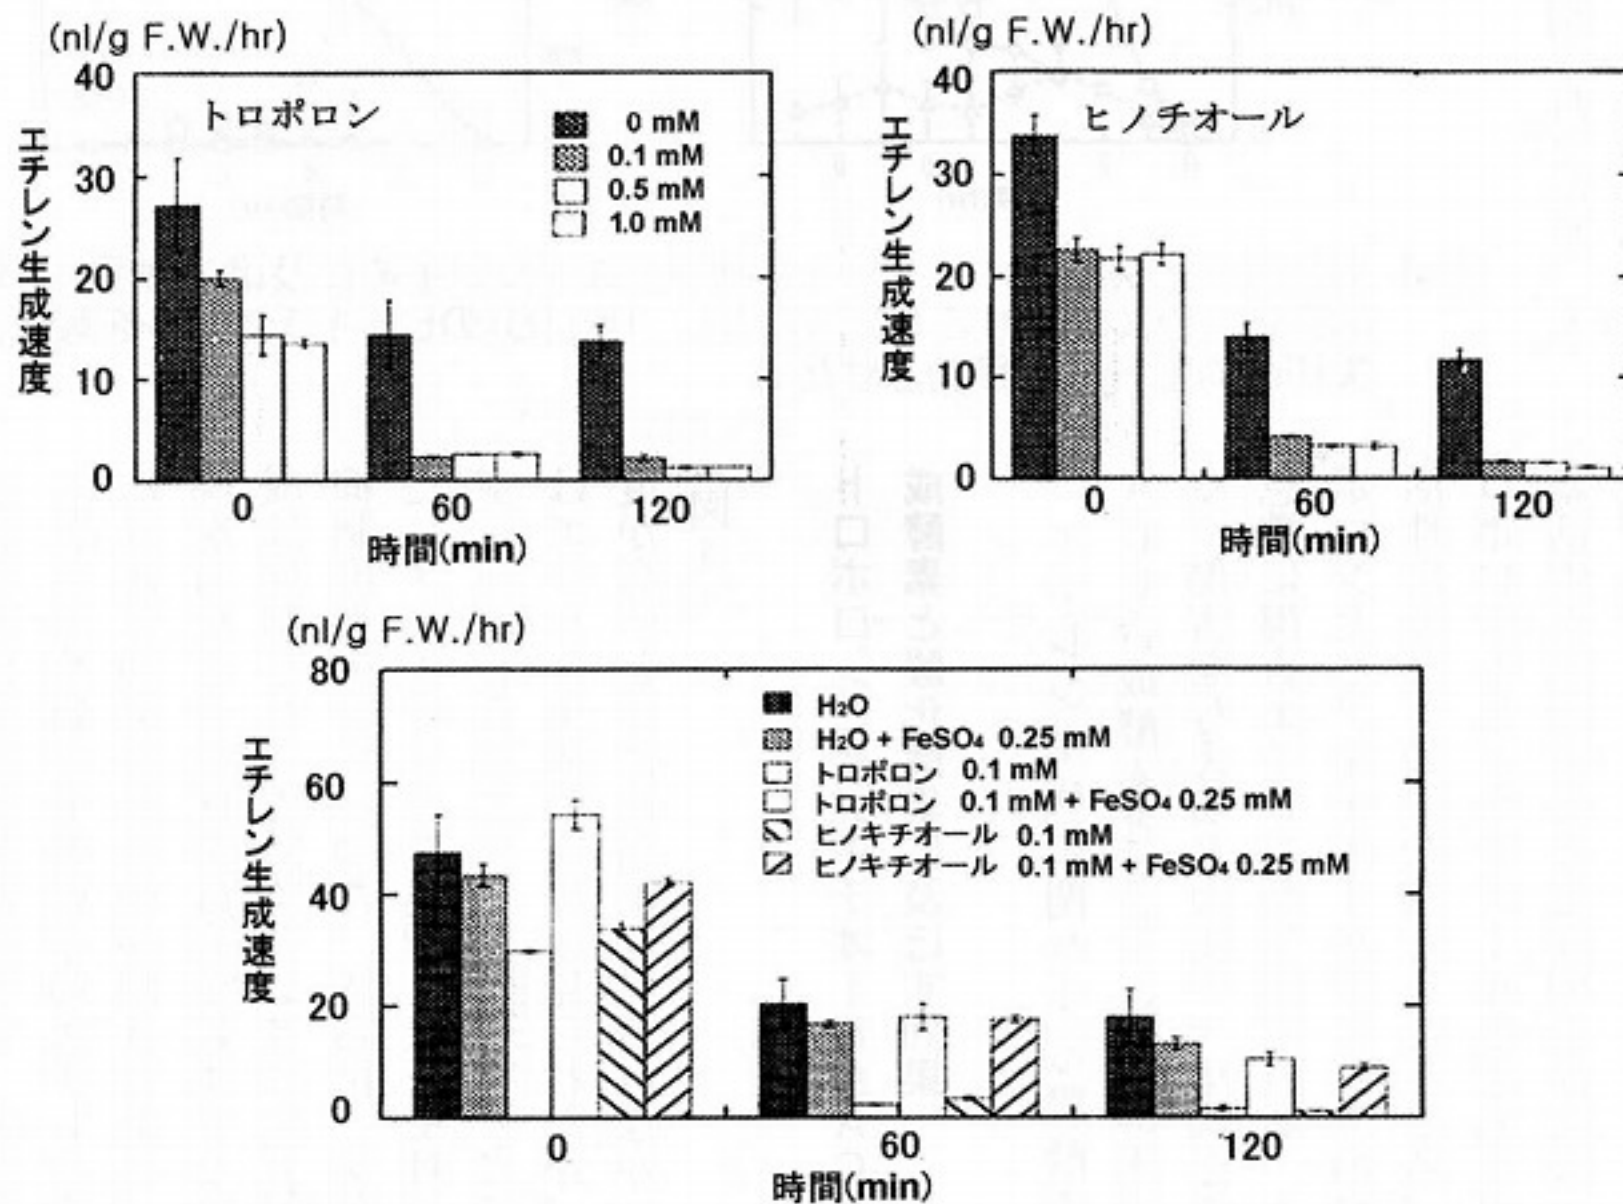 (nl/g F.W./hr)
エチレン生成速度
40
30
20
10
0
トロポロン
0 mM
0.1 mM
0.5 mM
1.0 mM
0 60 120
時間(min)
(nl/g F.W./hr)
エチレン生成速度
40
30
20
10
0
ヒノチオール
0 60 120
時間(min)
(nl/g F.W./hr)
エチレン生成速度
80
60
40
20
0
H₂O
H₂O + FeSO₄ 0.25 mM
トロポロン 0.1 mM
トロポロン 0.1 mM + FeSO₄ 0.25 mM
ヒノキチオール 0.1 mM
ヒノキチオール 0.1 mM + FeSO₄ 0.25 mM
0 60 120
時間(min)